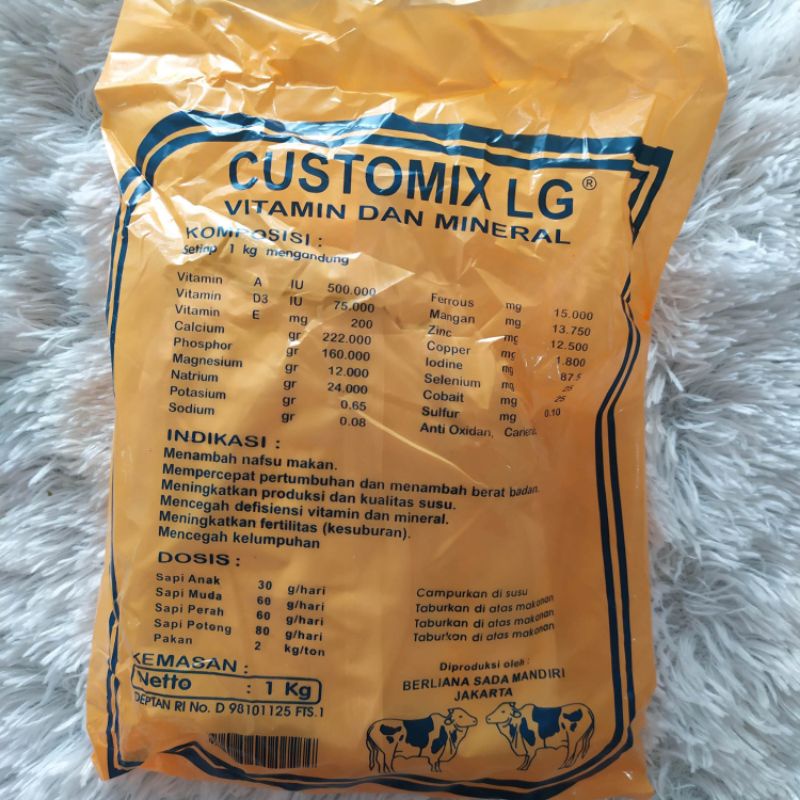 CUSTOMIX LG ®
VITAMIN DAN MINERAL
KOMPOSISI :
Setiap 1 kg mengandung
Vitamin A IU 500.000
Vitamin D3 IU 75.000
Vitamin E mg 200
Calcium gr 222.000
Phosphor gr 160.000
Magnesium gr 12.000
Natrium gr 24.000
Potasium gr 0.65
Sodium gr 0.08
Ferrous mg 15.000
Mangan mg 13.750
Zinc mg 12.500
Copper mg 1.800
Iodine mg 87.5
Selenium mg 25
Cobalt mg 25
Sulfur mg 0.10
Anti Oxidan,
INDIKASI :
Menambah nafsu makan.
Mempercepat pertumbuhan dan menambah berat badan.
Meningkatkan produksi dan kualitas susu.
Mencegah defisiensi vitamin dan mineral.
Meningkatkan fertilitas (kesuburan).
Mencegah kelumpuhan
DOSIS :
Sapi Anak 30 g/hari Campurkan di susu
Sapi Muda 60 g/hari Taburkan di atas makanan
Sapi Perah 60 g/hari Taburkan di atas makanan
Sapi Potong 80 g/hari Taburkan di atas makanan
Pakan 2 kg/ton
KEMASAN :
Netto : 1 Kg
DEPTAN RI No. D 98101125 FTS.1
Diproduksi oleh :
BERLIANA SADA MANDIRI
JAKARTA